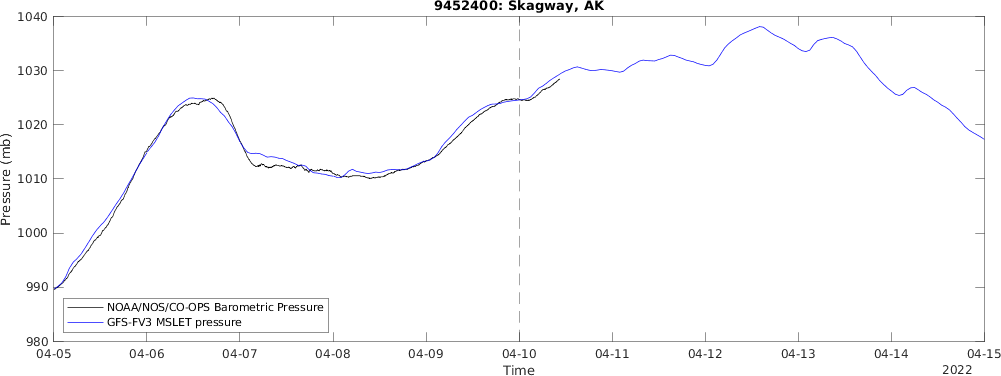 9452400: Skagway, AK
Pressure (mb)
1040
1030
1020
1010
1000
990
980
NOAA/NOS/CO-OPS Barometric Pressure
GFS-FV3 MSLET pressure
04-05 04-06 04-07 04-08 04-09 04-10 04-11 04-12 04-13 04-14 04-15
Time
2022